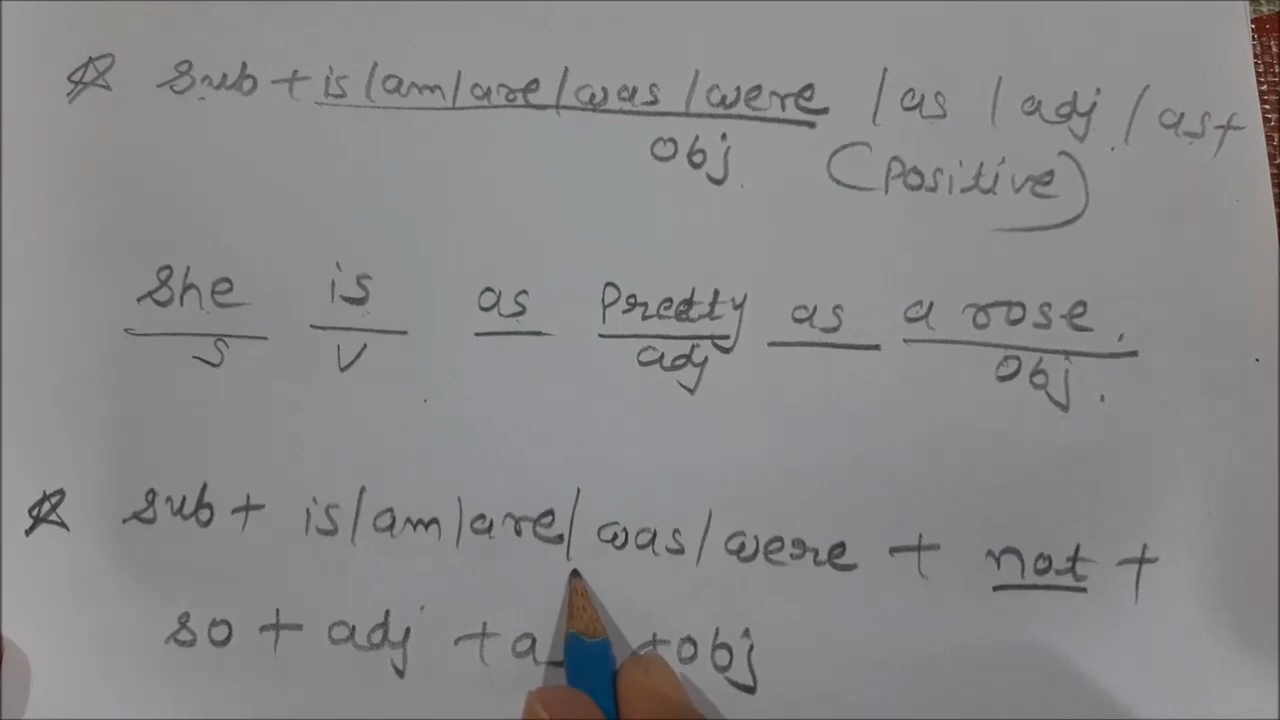 ☆ sub + is/am/are/was/were / as / adj / as +
obj (Positive)
She is as Pretty as a rose.
S V adj obj.
☆ sub + is/am/are/was/were + not +
so + adj + +obj